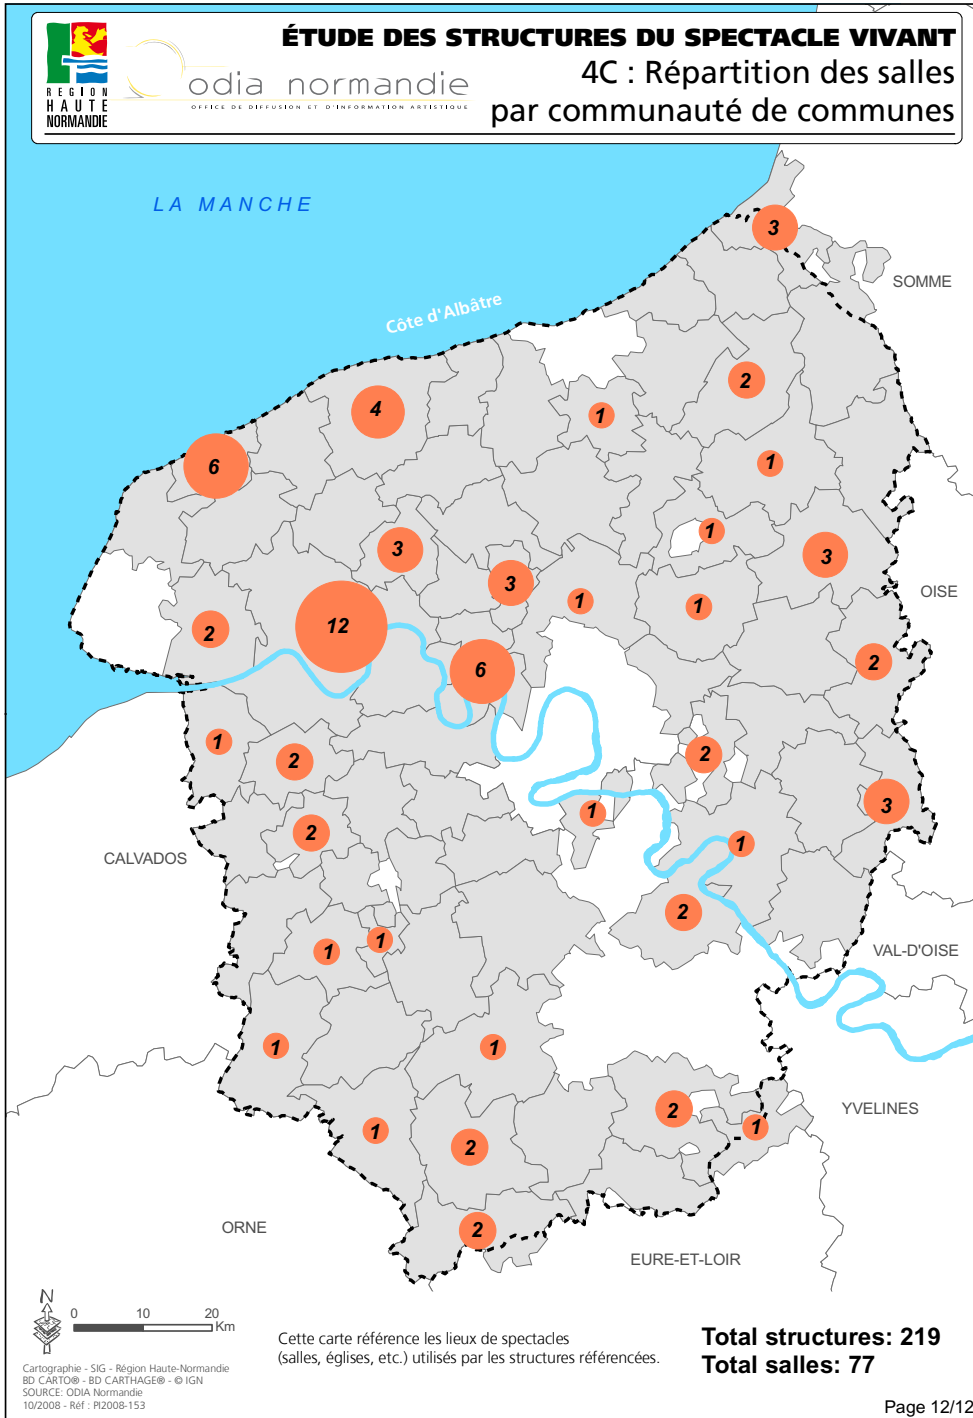 ÉTUDE DES STRUCTURES DU SPECTACLE VIVANT
4C : Répartition des salles
par communauté de communes
REGION
HAUTE
NORMANDIE
odia normandie
OFFICE DE DIFFUSION ET D'INFORMATION ARTISTIQUE
LA MANCHE
3
SOMME
Côte d'Albâtre
2
4
1
6
1
1
3
3
3
OISE
1
1
2
12
2
6
1
2
2
3
1
2
1
CALVADOS
2
1
1
VAL-D'OISE
1
1
YVELINES
2
1
1
2
ORNE
2
EURE-ET-LOIR
N
0 10 20
Km
Cette carte référence les lieux de spectacles
(salles, églises, etc.) utilisés par les structures référencées.
Total structures: 219
Total salles: 77
Cartographie - SIG - Région Haute-Normandie
BD CARTO® - BD CARTHAGE® - © IGN
SOURCE: ODIA Normandie
10/2008 - Réf : PI2008-153
Page 12/12